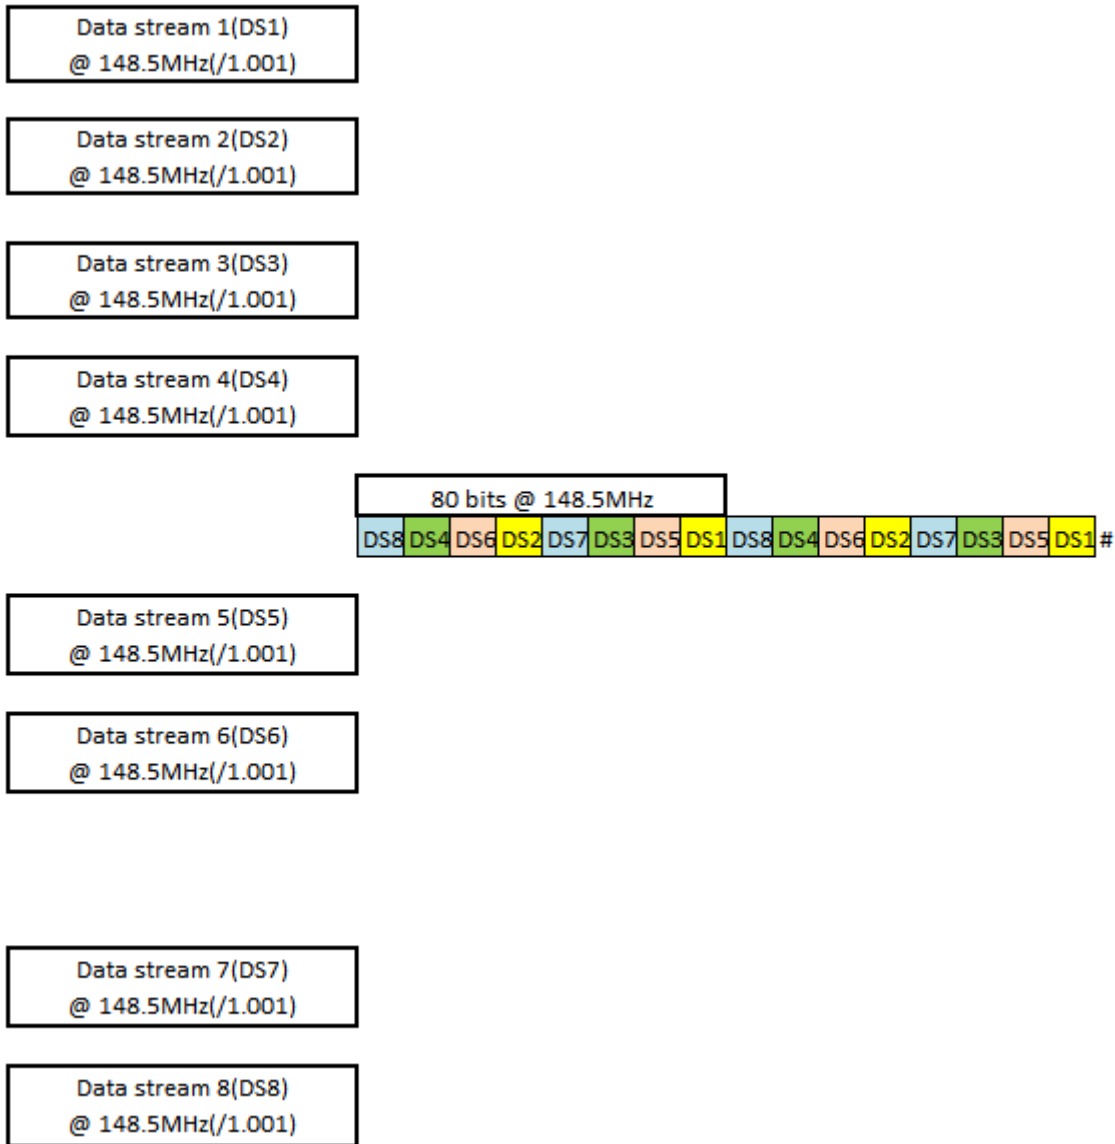 Data stream 1(DS1)
@ 148.5MHz(/1.001)
Data stream 2(DS2)
@ 148.5MHz(/1.001)
Data stream 3(DS3)
@ 148.5MHz(/1.001)
Data stream 4(DS4)
@ 148.5MHz(/1.001)
80 bits @ 148.5MHz
DS8 DS4 DS6 DS2 DS7 DS3 DS5 DS1 DS8 DS4 DS6 DS2 DS7 DS3 DS5 DS1 #
Data stream 5(DS5)
@ 148.5MHz(/1.001)
Data stream 6(DS6)
@ 148.5MHz(/1.001)
Data stream 7(DS7)
@ 148.5MHz(/1.001)
Data stream 8(DS8)
@ 148.5MHz(/1.001)